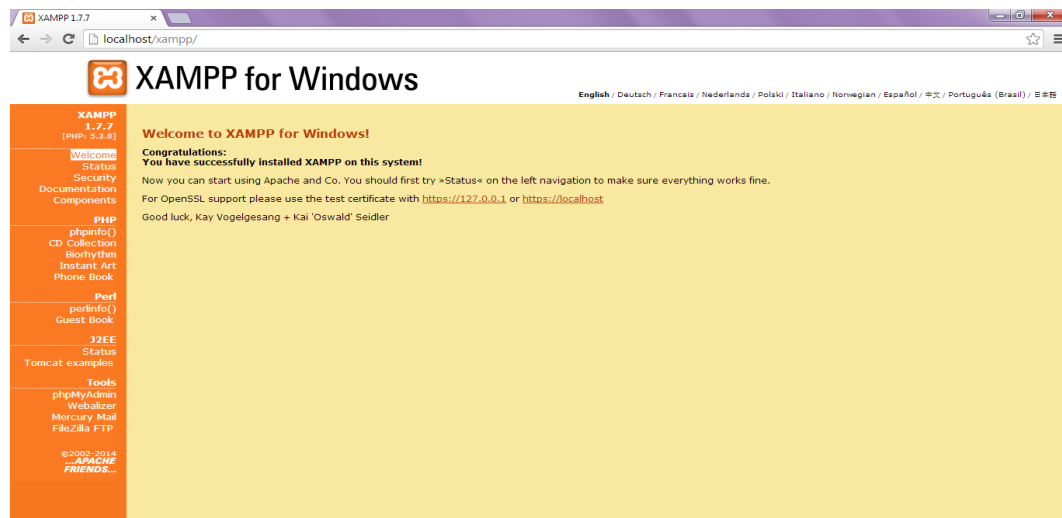 XAMPP 1.7.7
localhost/xampp/
XAMPP for Windows
English / Deutsch / Francais / Nederlands / Polski / Italiano / Norwegian / Español / 中文 / Português (Brasil) / 日本語
XAMPP
1.7.7
[PHP: 5.3.8]
Welcome
Status
Security
Documentation
Components
PHP
phpinfo()
CD Collection
Biorhythm
Instant Art
Phone Book
Perl
perlinfo()
Guest Book
J2EE
Status
Tomcat examples
Tools
phpMyAdmin
Webalizer
Mercury Mail
FileZilla FTP
©2002-2014
...APACHE
FRIENDS...
Welcome to XAMPP for Windows!
Congratulations:
You have successfully installed XAMPP on this system!
Now you can start using Apache and Co. You should first try »Status« on the left navigation to make sure everything works fine.
For OpenSSL support please use the test certificate with https://127.0.0.1 or https://localhost
Good luck, Kay Vogelgesang + Kai 'Oswald' Seidler